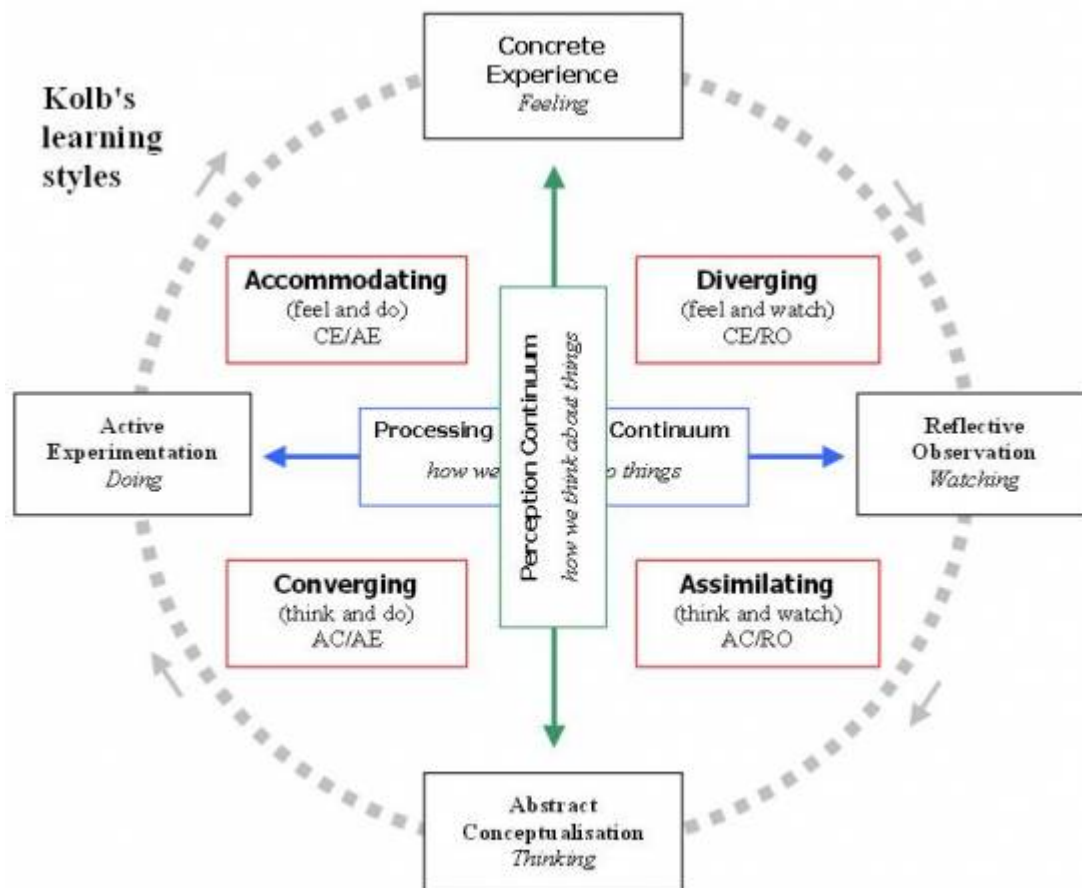 Kolb's
learning
styles
Concrete
Experience
Feeling
Accommodating
(feel and do)
CE/AE
Diverging
(feel and watch)
CE/RO
Active
Experimentation
Doing
Processing Continuum
how we things
Perception Continuum
how we think about things
Reflective
Observation
Watching
Converging
(think and do)
AC/AE
Assimilating
(think and watch)
AC/RO
Abstract
Conceptualisation
Thinking